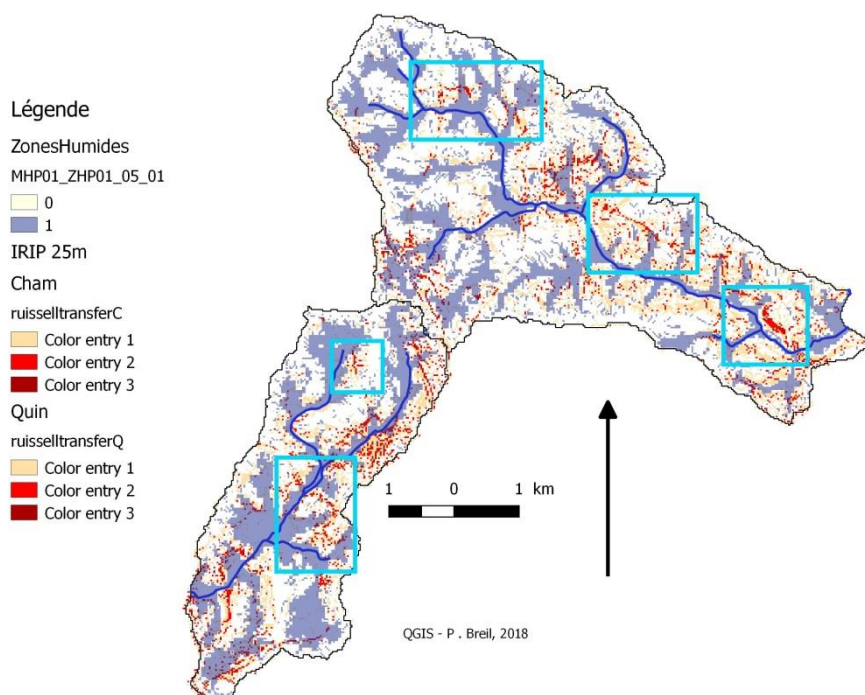 Légende
ZonesHumides
MHP01_ZHP01_05_01
0
1
IRIP 25m
Cham
ruisselltransferC
Color entry 1
Color entry 2
Color entry 3
Quin
ruisselltransferQ
Color entry 1
Color entry 2
Color entry 3
1 0 1 km
QGIS - P . Breil, 2018